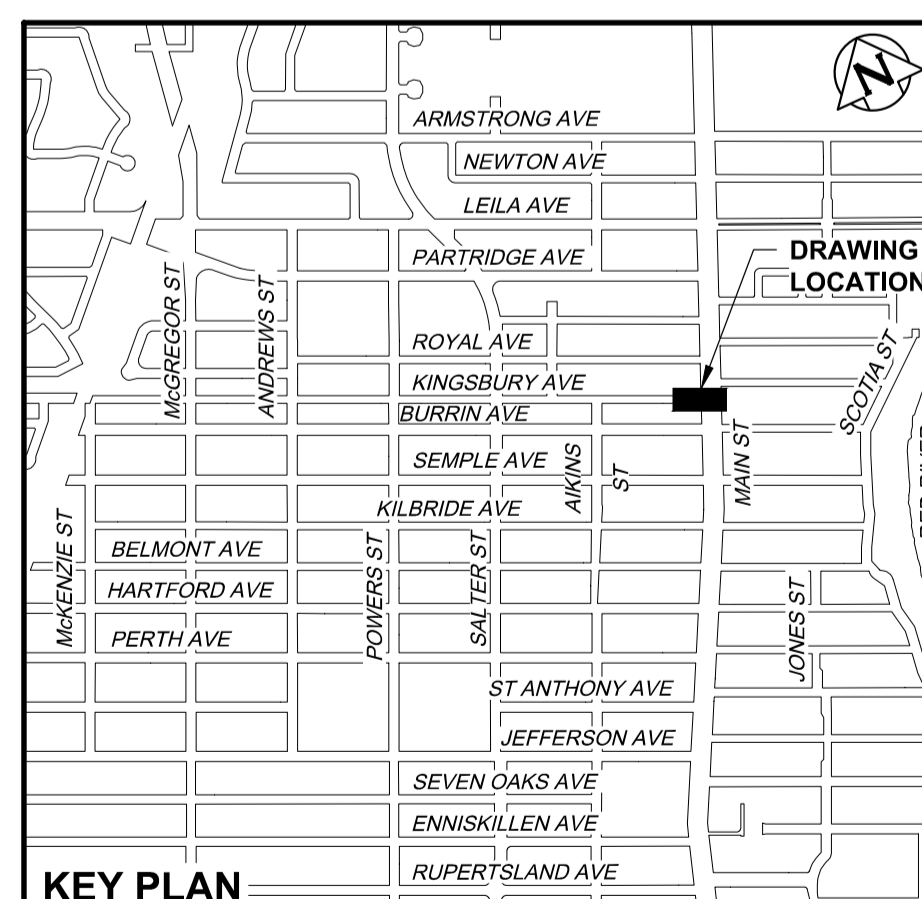 N
ARMSTRONG AVE
NEWTON AVE
LEILA AVE
PARTRIDGE AVE
DRAWING
LOCATION
McGREGOR ST
ANDREWS ST
ROYAL AVE
KINGSBURY AVE
BURRIN AVE
SCOTIA ST
SEMPLE AVE
AIKINS
ST
MAIN ST
KILBRIDE AVE
McKENZIE ST
BELMONT AVE
POWERS ST
SALTER ST
HARTFORD AVE
PERTH AVE
JONES ST
ST ANTHONY AVE
JEFFERSON AVE
SEVEN OAKS AVE
ENNISKILLEN AVE
RUPERTSLAND AVE
KEY PLAN